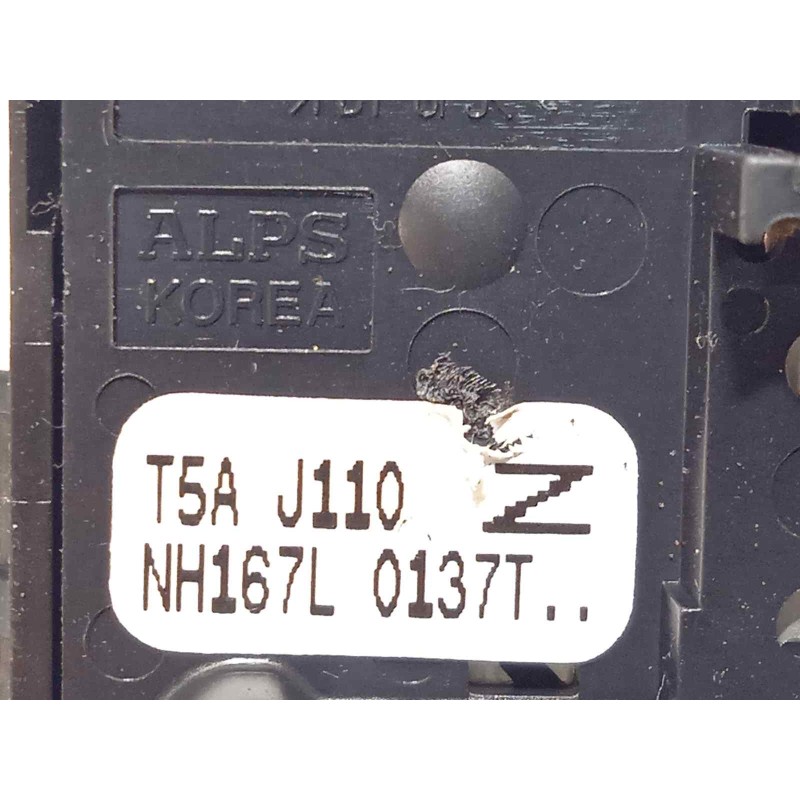 ALPS
KOREA
T5A J110 Z
NH167L 0137T..